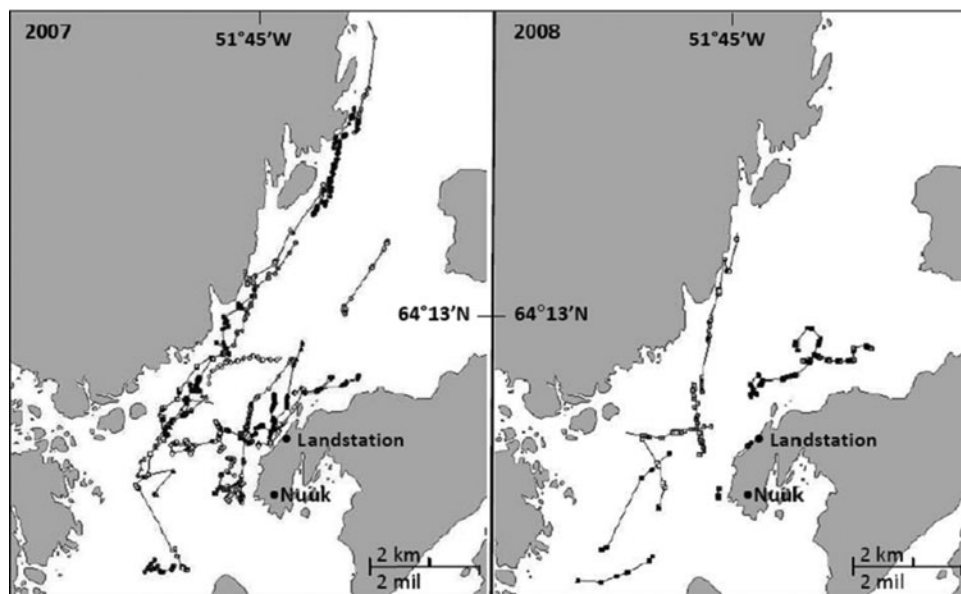 2007
51°45'W
64°13'N
Landstation
Nuuk
2 km
2 mil
2008
51°45'W
64°13'N
Landstation
Nuuk
2 km
2 mil